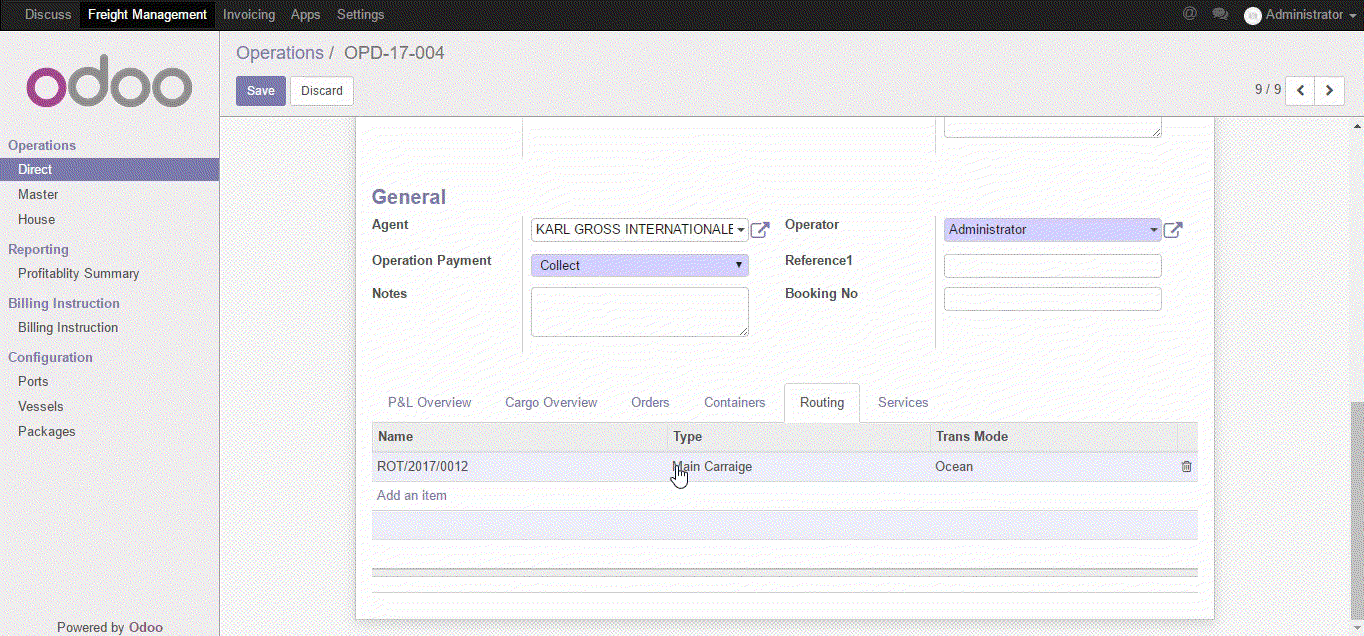 Discuss Freight Management Invoicing Apps Settings @ Administrator
odoo
Operations / OPD-17-004
Save Discard
9 / 9
Operations
Direct
Master
House
Reporting
Profitablity Summary
Billing Instruction
Billing Instruction
Configuration
Ports
Vessels
Packages
Powered by Odoo
General
Agent KARL GROSS INTERNATIONALE Operator Administrator
Operation Payment Collect Reference1
Notes Booking No
P&L Overview Cargo Overview Orders Containers Routing Services
Name Type Trans Mode
ROT/2017/0012 Main Carraige Ocean
Add an item